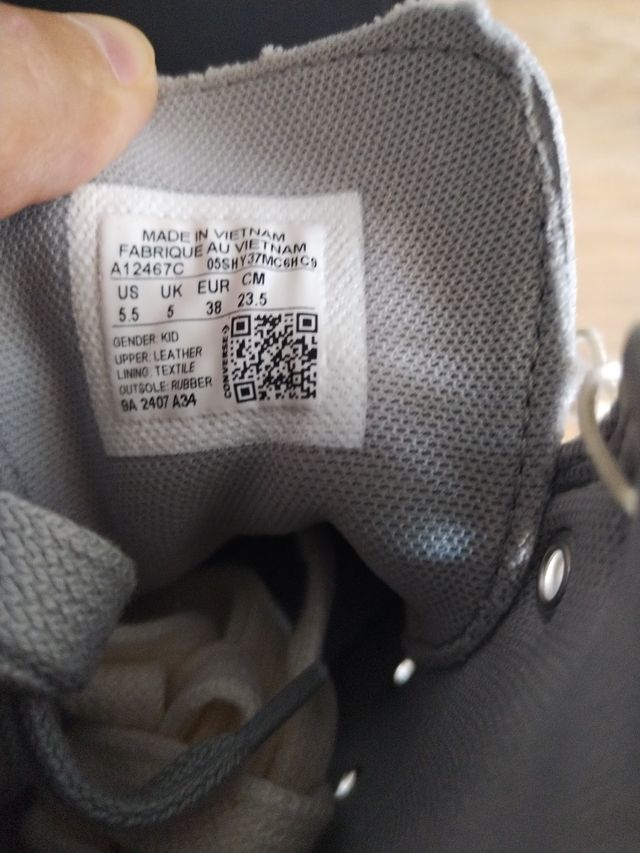 MADE IN VIETNAM
FABRIQUE AU VIETNAM
A12467C 05SHY37MC6HC9
US UK EUR CM
5.5 5 38 23.5
GENDER: KID
UPPER: LEATHER
LINING: TEXTILE
OUTSOLE: RUBBER
9A 2407 A34
CONVERSE